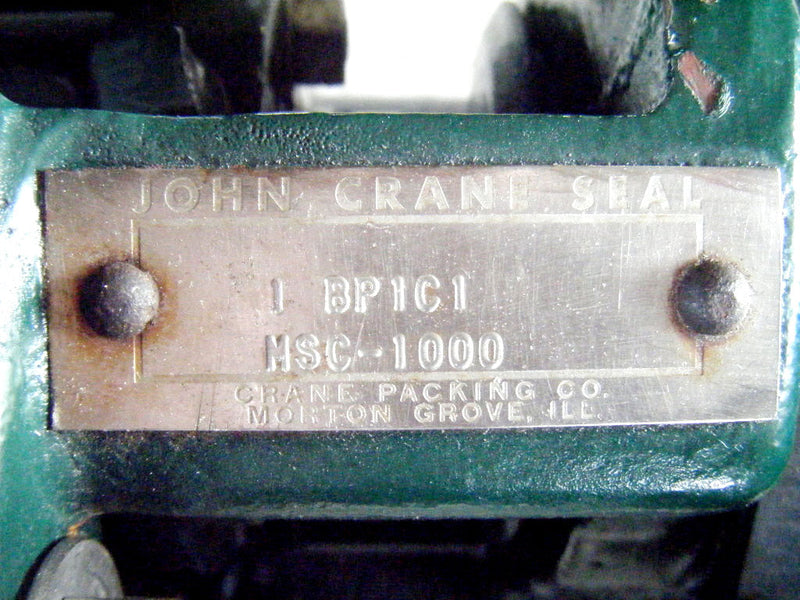 JOHN CRANE SEAL
1 BP1C1
MSC-1000
CRANE PACKING CO.
MORTON GROVE, ILL.